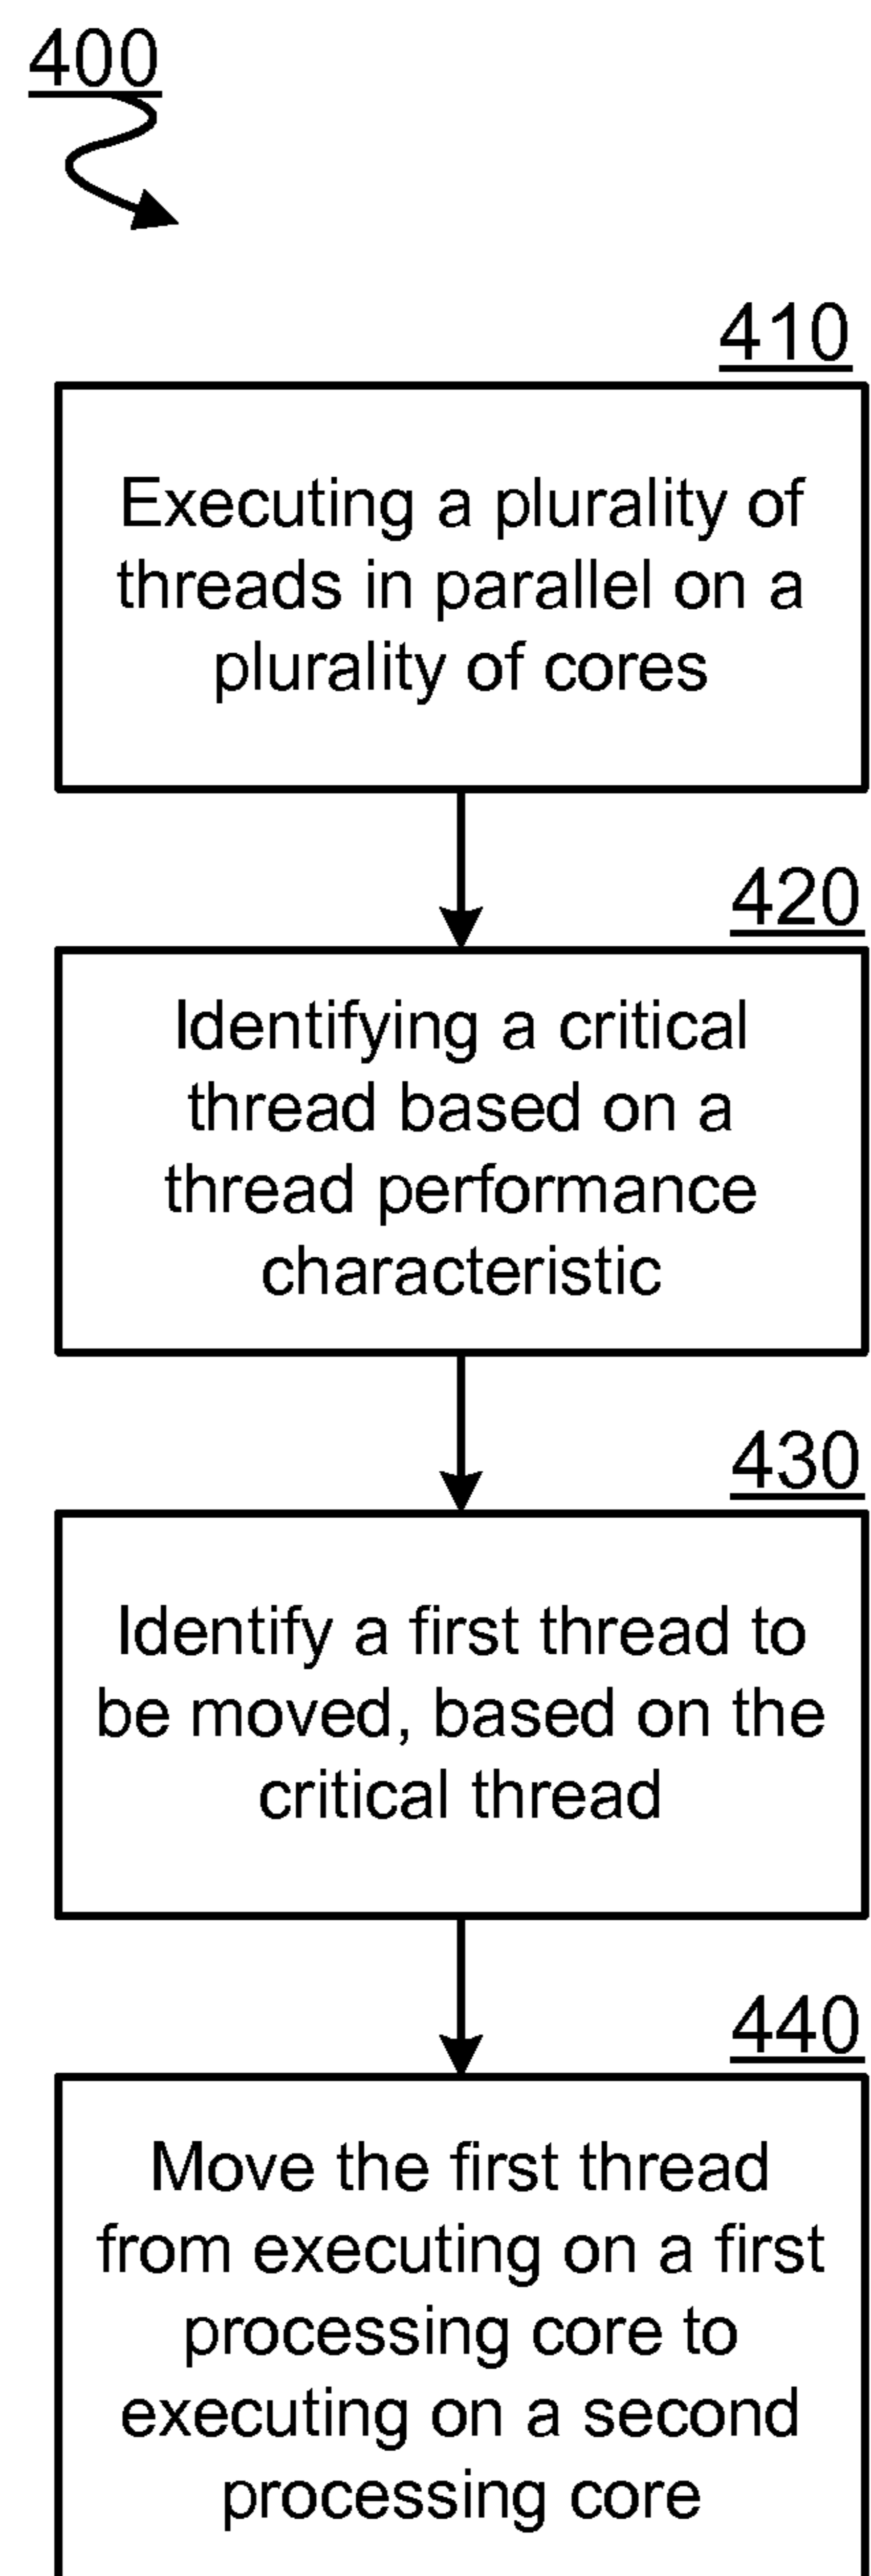 400
410
Executing a plurality of
threads in parallel on a
plurality of cores
420
Identifying a critical
thread based on a
thread performance
characteristic
430
Identify a first thread to
be moved, based on the
critical thread
440
Move the first thread
from executing on a first
processing core to
executing on a second
processing core